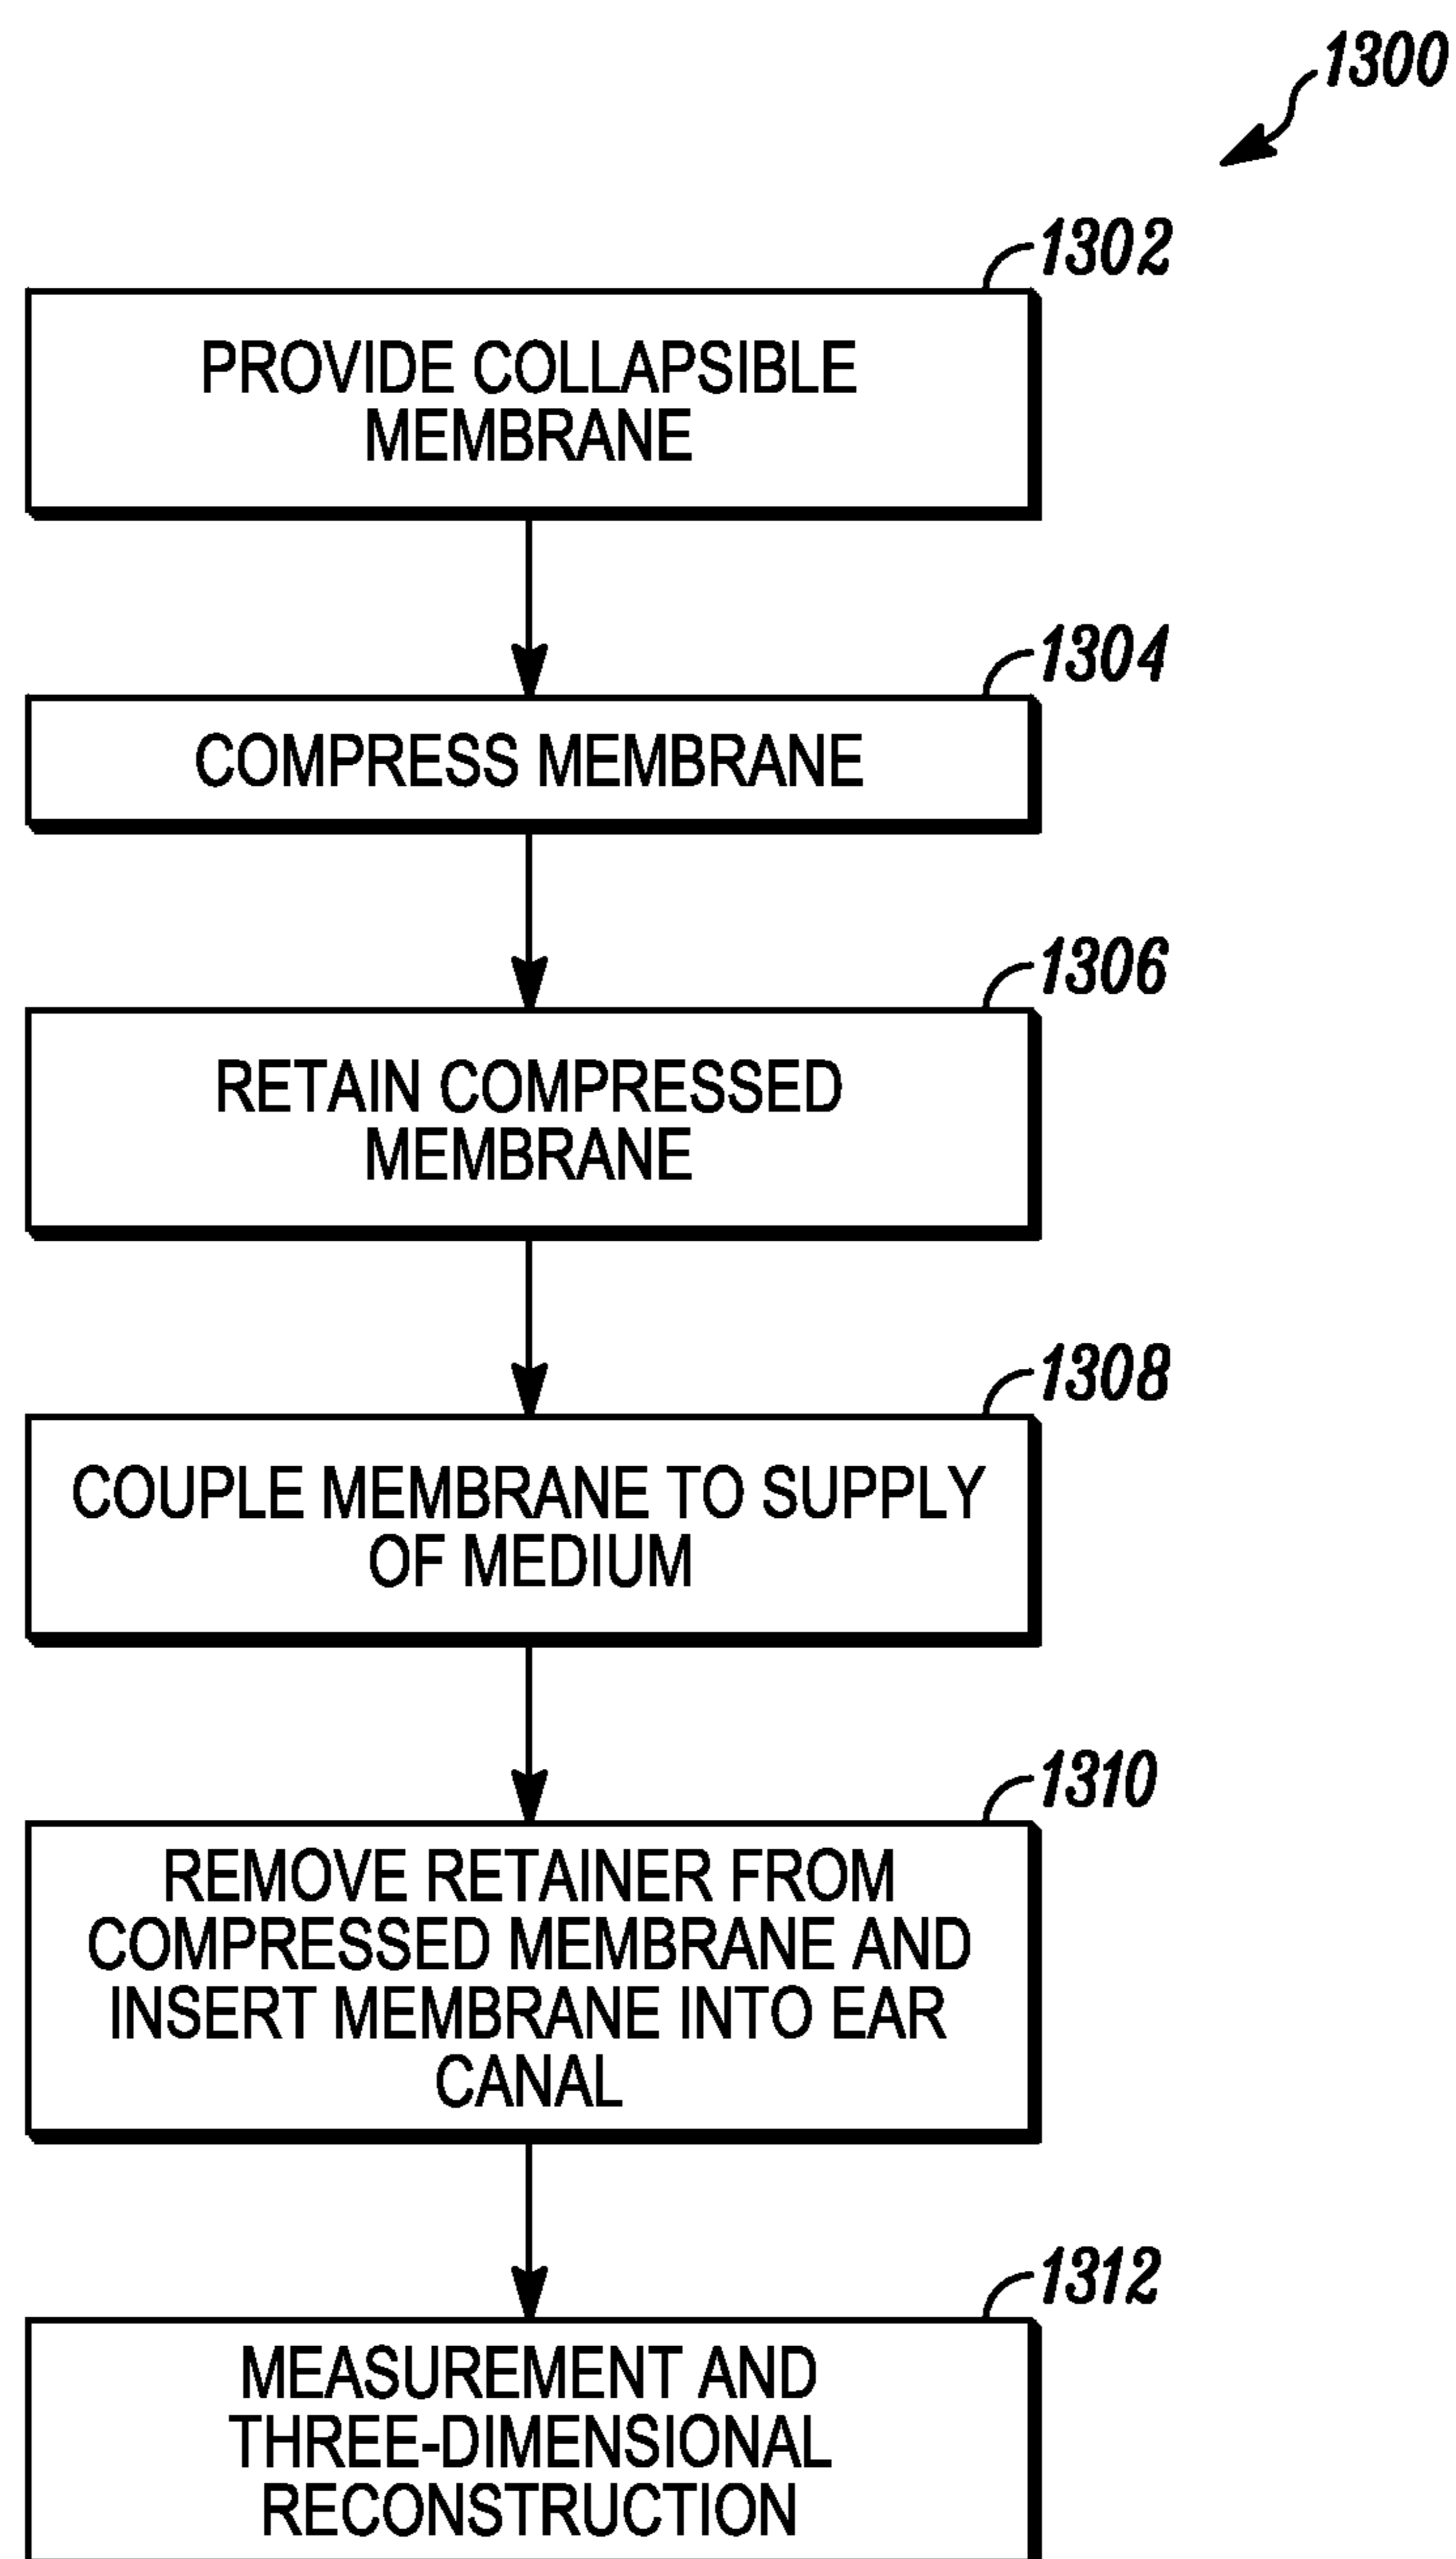 1300
1302
PROVIDE COLLAPSIBLE
MEMBRANE
1304
COMPRESS MEMBRANE
1306
RETAIN COMPRESSED
MEMBRANE
1308
COUPLE MEMBRANE TO SUPPLY
OF MEDIUM
1310
REMOVE RETAINER FROM
COMPRESSED MEMBRANE AND
INSERT MEMBRANE INTO EAR
CANAL
1312
MEASUREMENT AND
THREE-DIMENSIONAL
RECONSTRUCTION